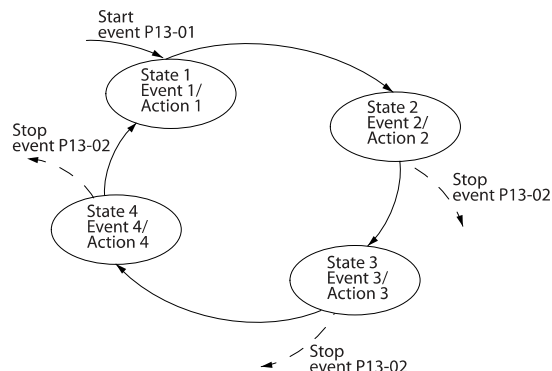 Start
event P13-01
State 1
Event 1/
Action 1
State 2
Event 2/
Action 2
Stop
event P13-02
Stop
event P13-02
State 4
Event 4/
Action 4
State 3
Event 3/
Action 3
Stop
event P13-02